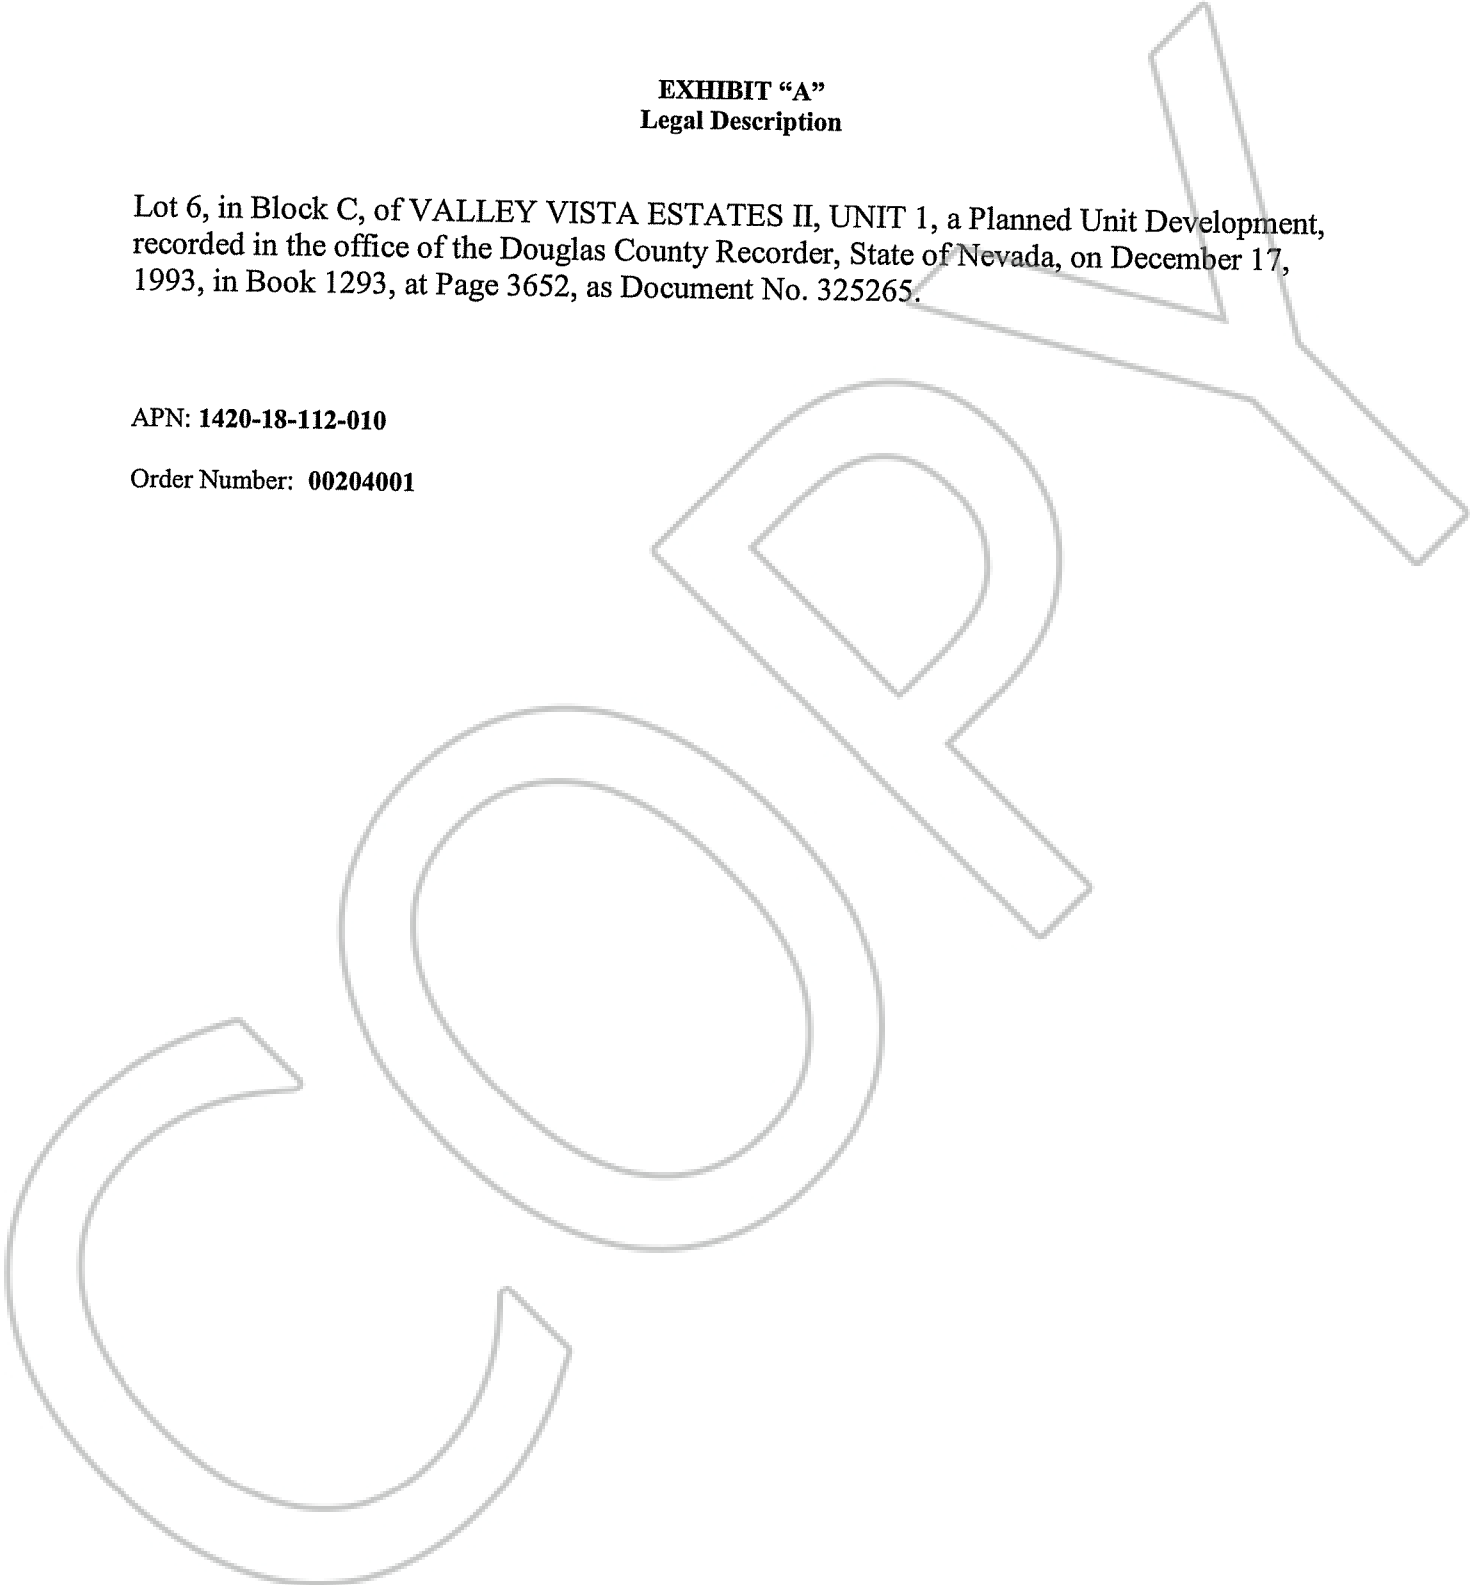 EXHIBIT “A”
Legal Description
Lot 6, in Block C, of VALLEY VISTA ESTATES II, UNIT 1, a Planned Unit Development,
recorded in the office of the Douglas County Recorder, State of Nevada, on December 17,
1993, in Book 1293, at Page 3652, as Document No. 325265.
APN: 1420-18-112-010
Order Number: 00204001
COPY